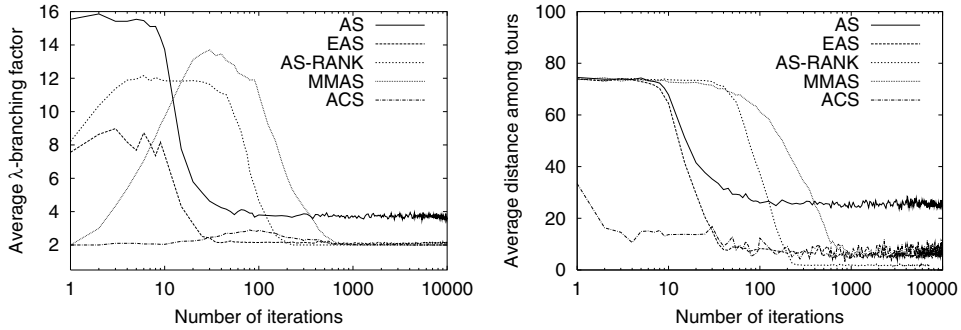 Average λ-branching factor
16
14
12
10
8
6
4
2
1
10
100
1000
10000
Number of iterations
AS
EAS
AS-RANK
MMAS
ACS
Average distance among tours
100
80
60
40
20
0
1
10
100
1000
10000
Number of iterations
AS
EAS
AS-RANK
MMAS
ACS